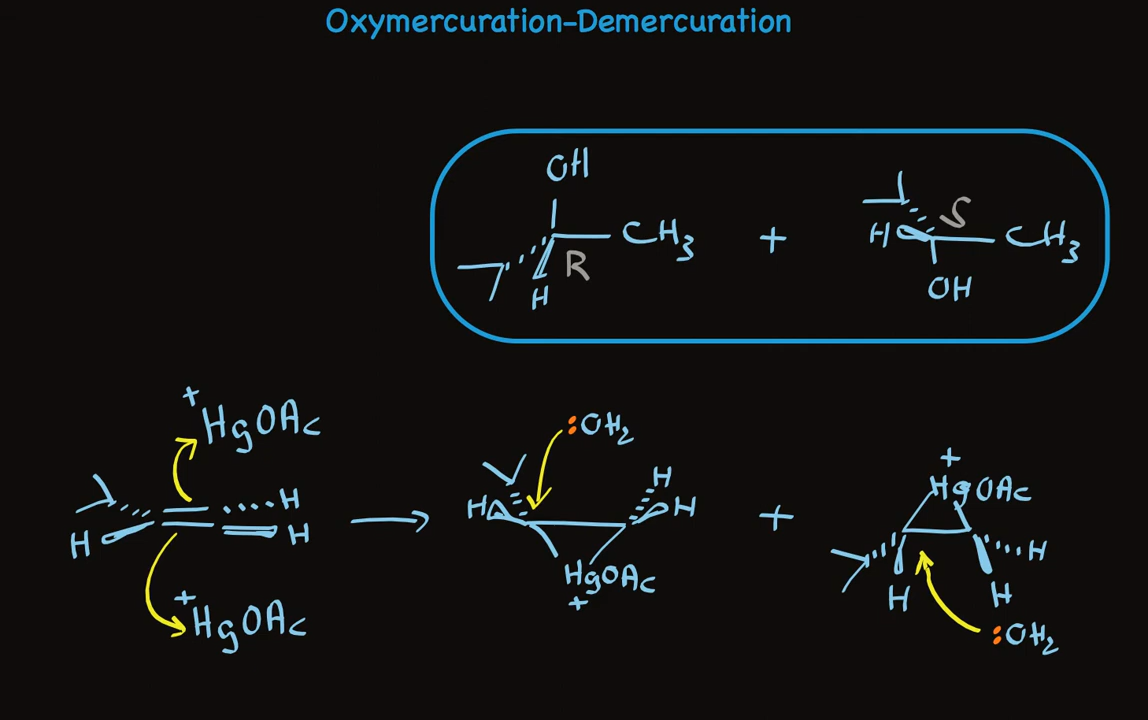 Oxymercuration-Demercuration
OH
CH3
R
H
+
S
H
CH3
OH
+
HgOAc
H
H
H
+
HgOAc
:OH2
H
H
H
HgOAc
+
+
+
HgOAc
H
H
H
:OH2